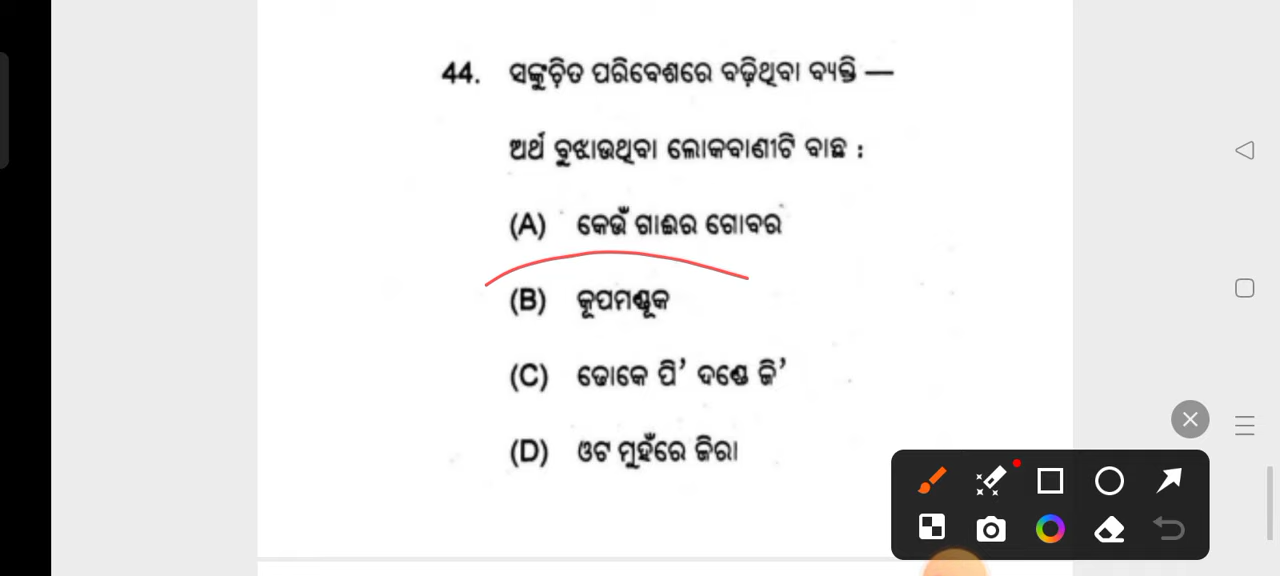 44. ସଙ୍କୁଚିତ ପରିବେଶରେ ବଢ଼ିଥିବା ବ୍ୟକ୍ତି —
ଅର୍ଥ ବୁଝାଉଥିବା ଲୋକବାଣୀଟି ବାଛ :
(A) କେଉଁ ଗାଈର ଗୋବର
(B) କୂପମଣ୍ଡୂକ
(C) ଢୋକେ ପି’ ଦଣ୍ଡେ ଜି’
(D) ଓଟ ମୁହଁରେ ଜିରା